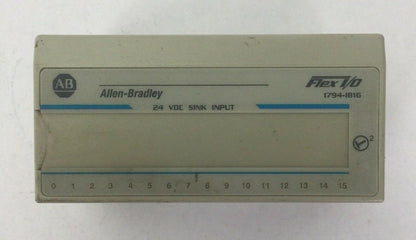 AB
Allen-Bradley
Flex I/O
1794-IB16
24 VDC SINK INPUT
2
0 1 2 3 4 5 6 7 8 9 10 11 12 13 14 15